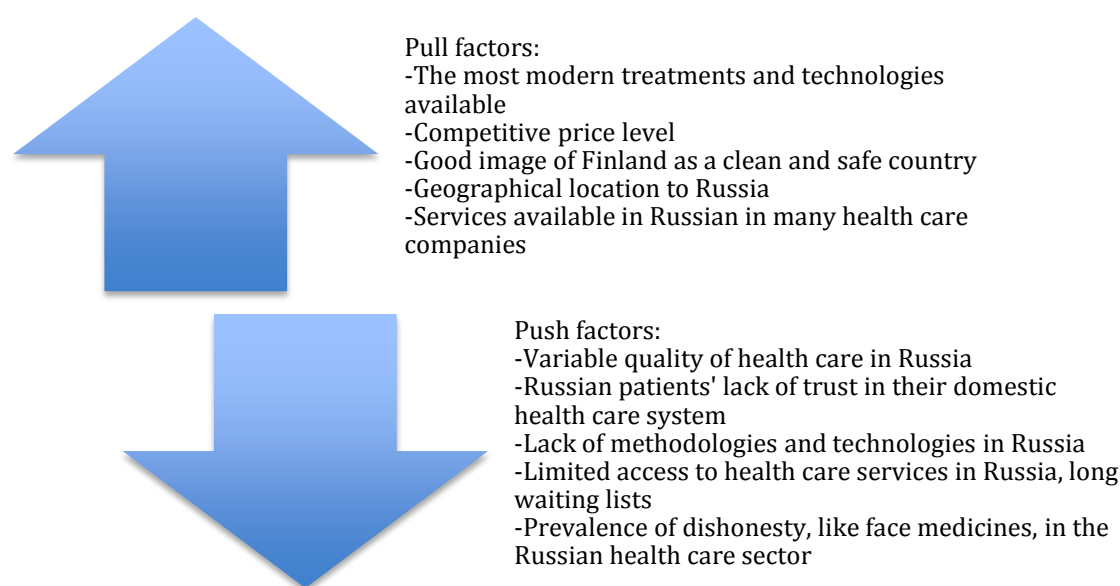 Pull factors:
-The most modern treatments and technologies
available
-Competitive price level
-Good image of Finland as a clean and safe country
-Geographical location to Russia
-Services available in Russian in many health care
companies
Push factors:
-Variable quality of health care in Russia
-Russian patients' lack of trust in their domestic
health care system
-Lack of methodologies and technologies in Russia
-Limited access to health care services in Russia, long
waiting lists
-Prevalence of dishonesty, like face medicines, in the
Russian health care sector